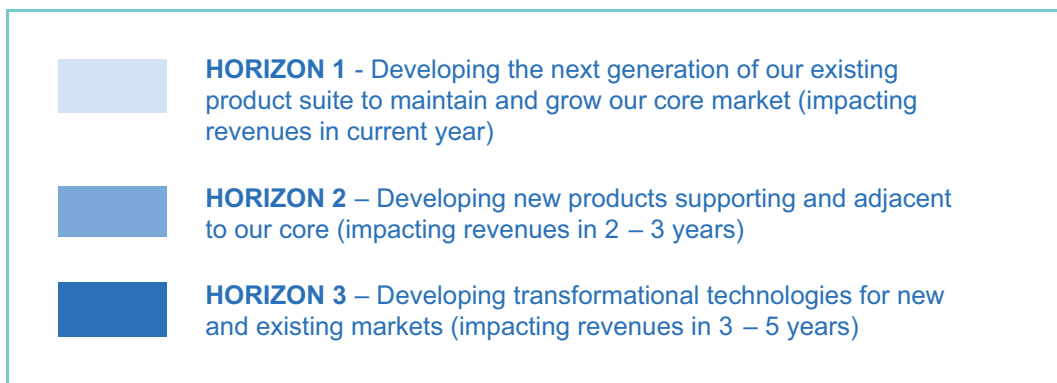 HORIZON 1 - Developing the next generation of our existing
product suite to maintain and grow our core market (impacting
revenues in current year)
HORIZON 2 – Developing new products supporting and adjacent
to our core (impacting revenues in 2 – 3 years)
HORIZON 3 – Developing transformational technologies for new
and existing markets (impacting revenues in 3 – 5 years)